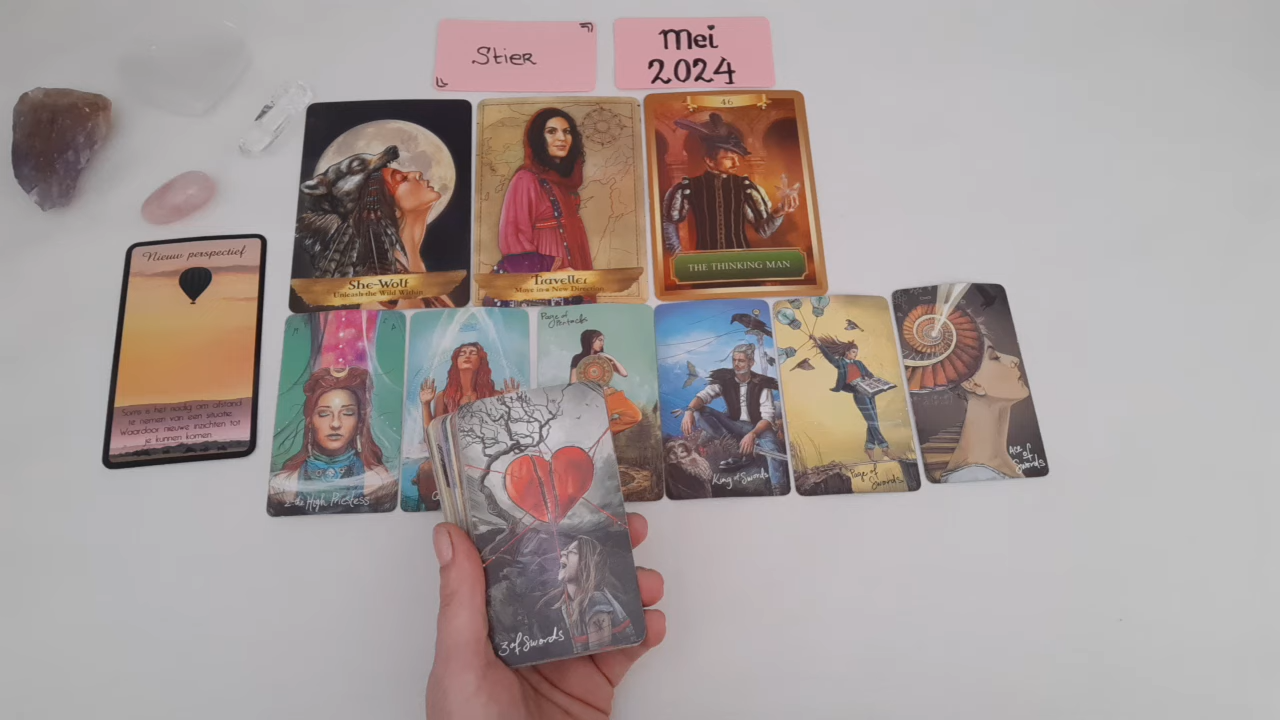 Stier
Mei
2024
46
She-Wolf
Unleash the Wild Within
Traveller
Move in a New Direction
THE THINKING MAN
Nieuw perspectief
Soms is het nodig om afstand
te nemen van een situatie.
Waardoor nieuwe inzichten tot
je kunnen komen.
2-de High Priestess
Page of
King of Swords
Page of
Swords
Ace of
Swords
3 of Swords